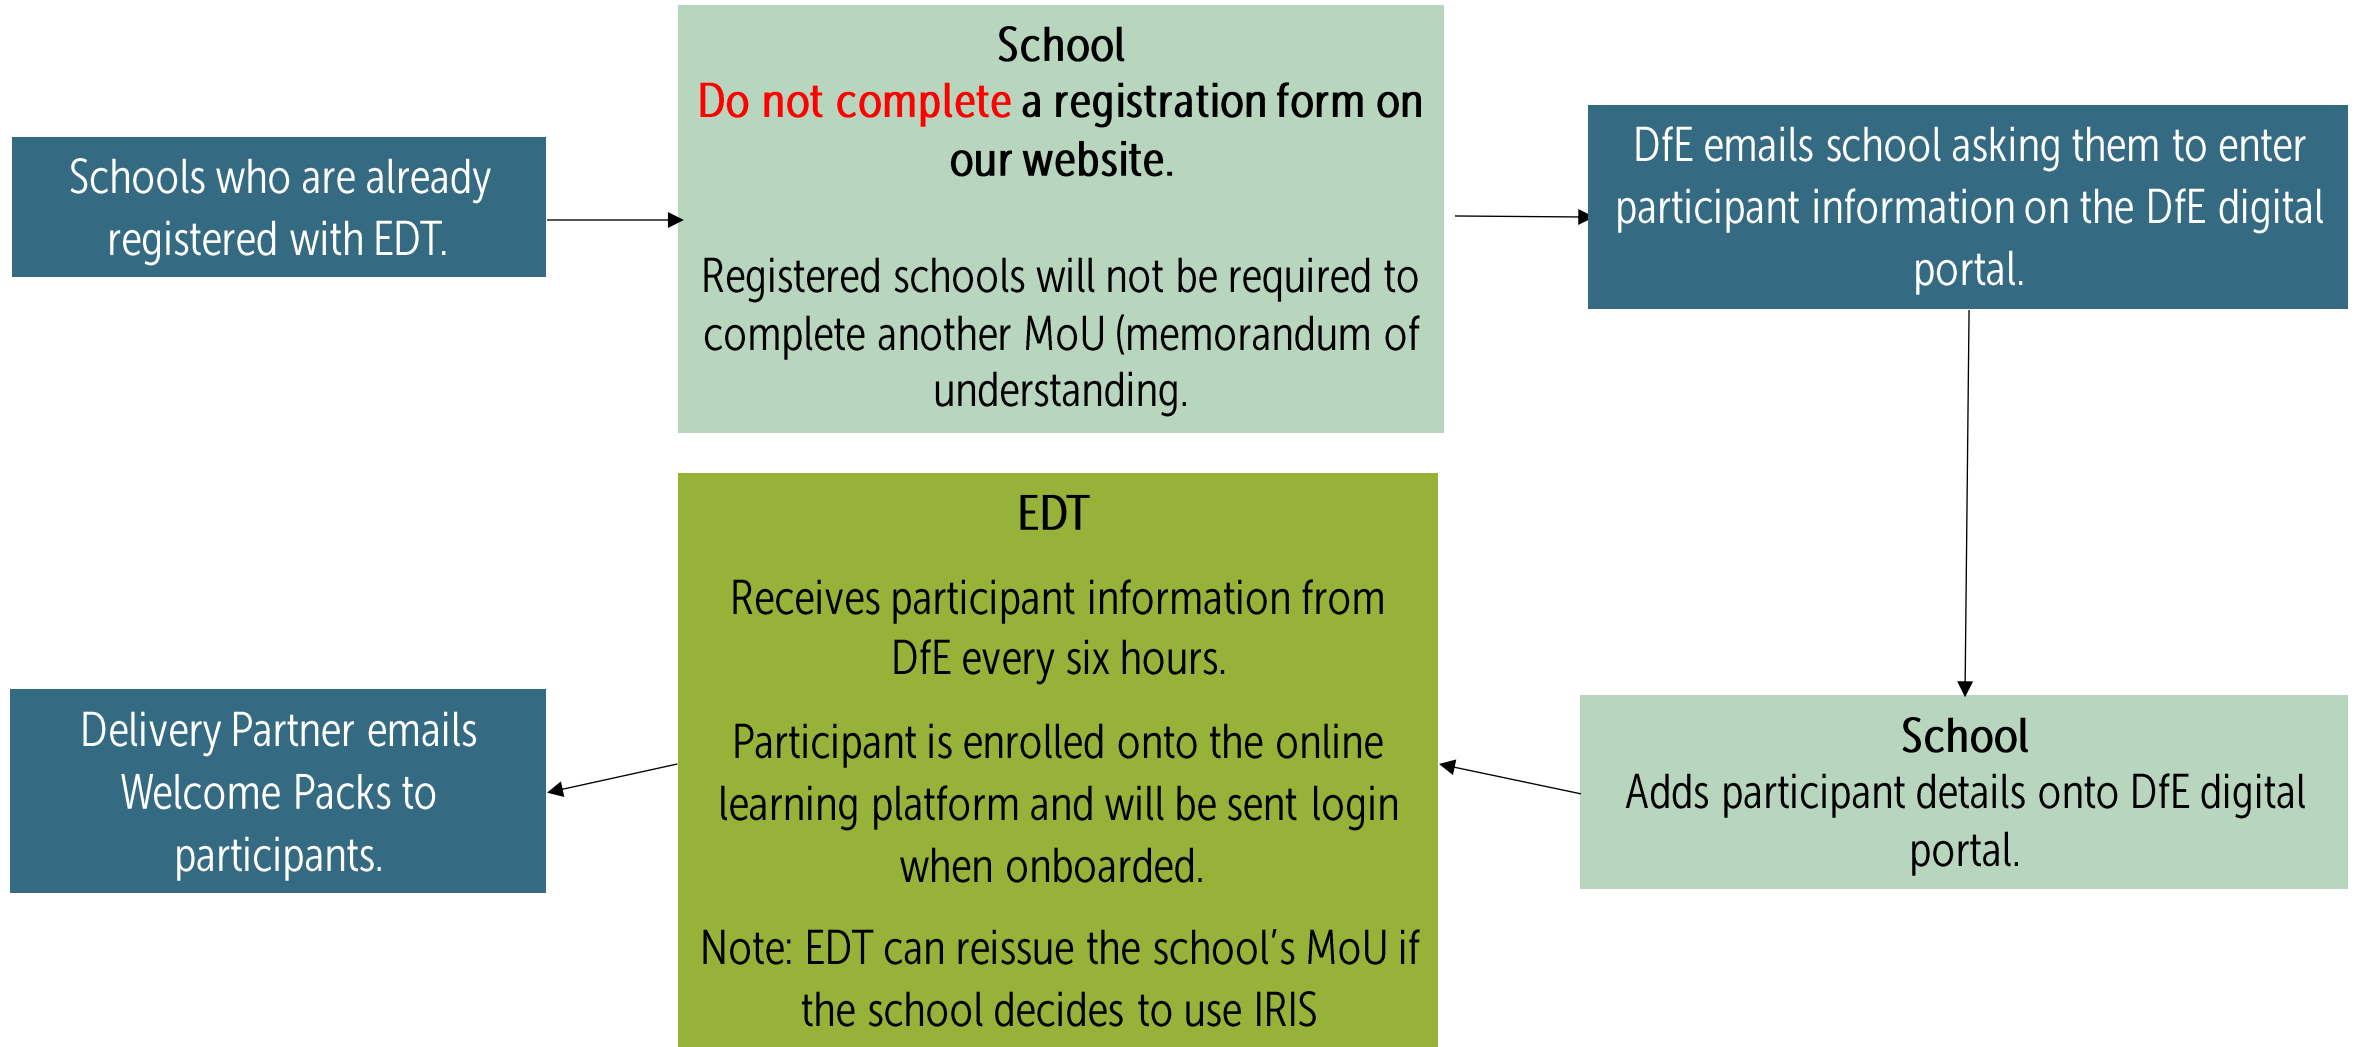 Schools who are already
registered with EDT.
School
Do not complete a registration form on
our website.
Registered schools will not be required to
complete another MoU (memorandum of
understanding.
DfE emails school asking them to enter
participant information on the DfE digital
portal.
School
Adds participant details onto DfE digital
portal.
EDT
Receives participant information from
DfE every six hours.
Participant is enrolled onto the online
learning platform and will be sent login
when onboarded.
Note: EDT can reissue the school’s MoU if
the school decides to use IRIS
Delivery Partner emails
Welcome Packs to
participants.